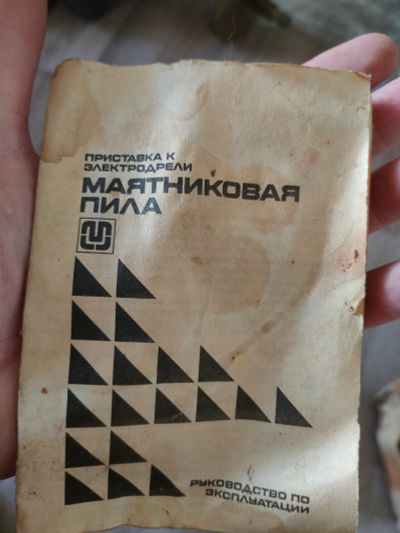 ПРИСТАВКА К
ЭЛЕКТРОДРЕЛИ
МАЯТНИКОВАЯ
ПИЛА
РУКОВОДСТВО ПО
ЭКСПЛУАТАЦИИ